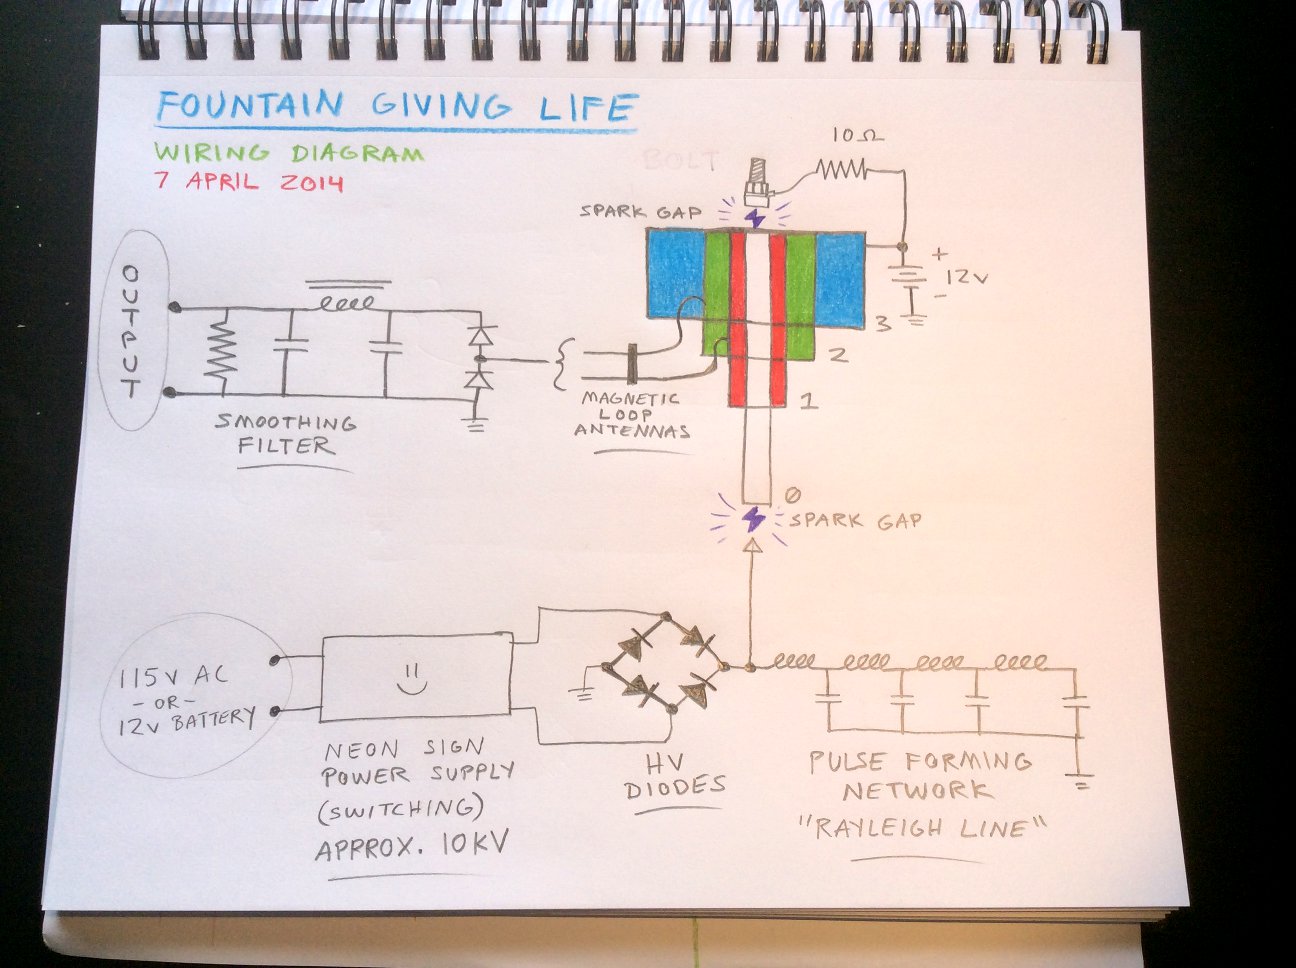 FOUNTAIN GIVING LIFE
WIRING DIAGRAM
7 APRIL 2014
BOLT
10Ω
SPARK GAP
+
12V
-
3
2
1
0
SPARK GAP
OUTPUT
SMOOTHING
FILTER
MAGNETIC
LOOP
ANTENNAS
115V AC
-OR-
12V BATTERY
NEON SIGN
POWER SUPPLY
(SWITCHING)
APPROX. 10KV
HV
DIODES
PULSE FORMING
NETWORK
"RAYLEIGH LINE"